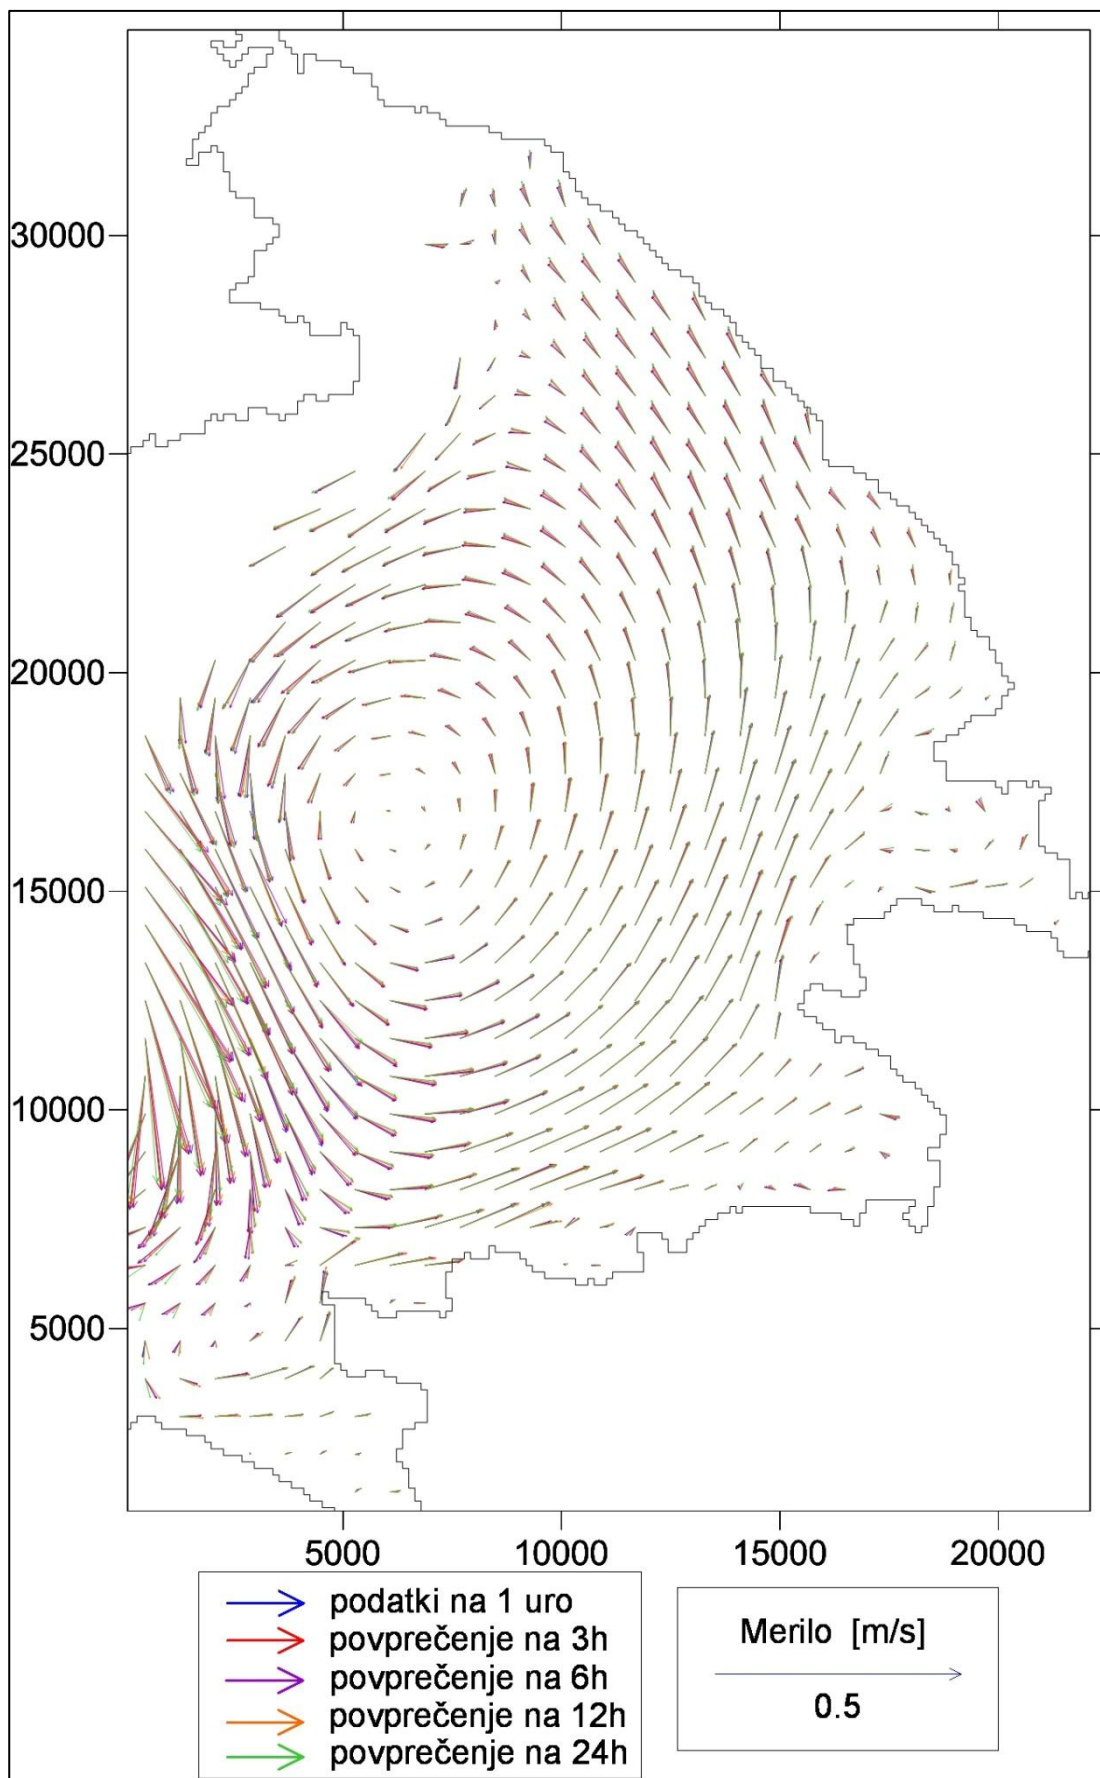 30000
25000
20000
15000
10000
5000
5000 10000 15000 20000
podatki na 1 uro
povprečenje na 3h
povprečenje na 6h
povprečenje na 12h
povprečenje na 24h
Merilo [m/s]
0.5